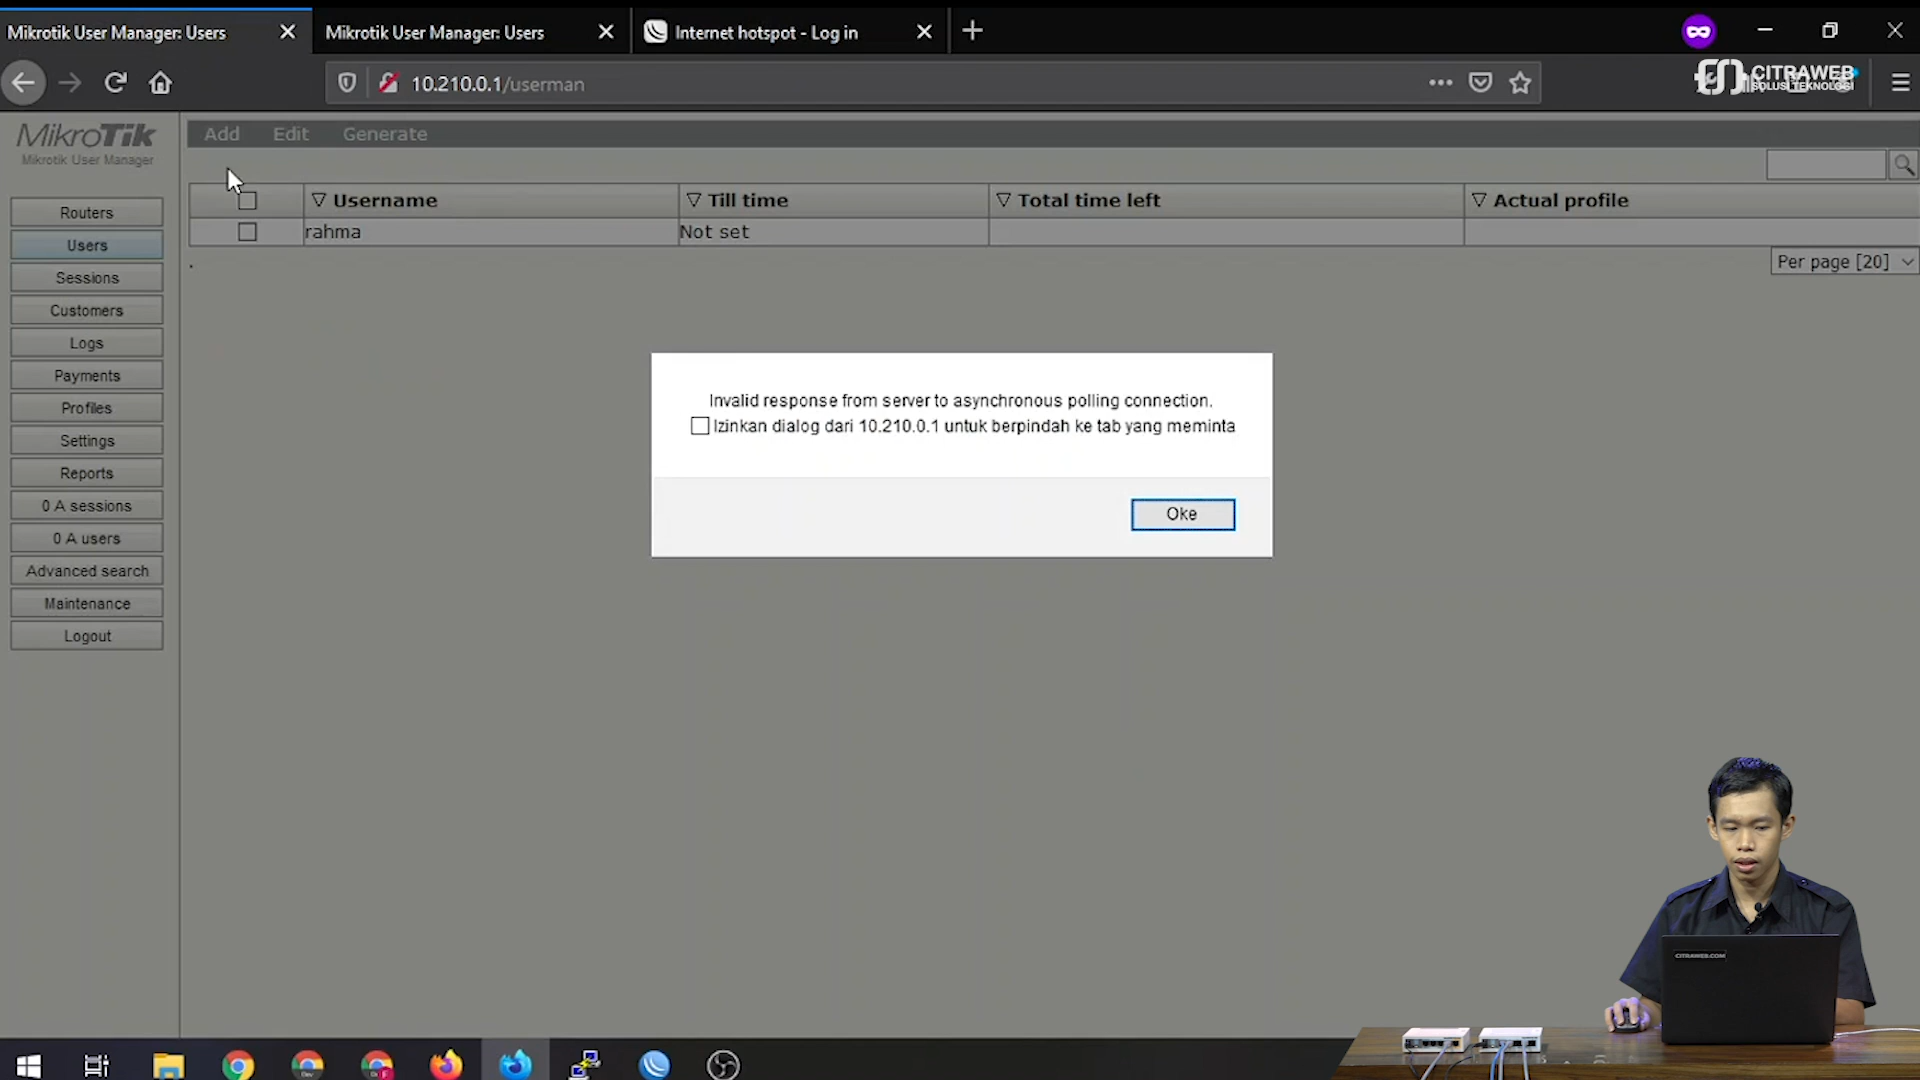 Mikrotik User Manager: Users
Mikrotik User Manager: Users
Internet hotspot - Log in
10.210.0.1/userman
CITRAWEB
SOLUSI TEKNOLOGI
MikroTik
Mikrotik User Manager
Add Edit Generate
Routers
Users
Sessions
Customers
Logs
Payments
Profiles
Settings
Reports
0 A sessions
0 A users
Advanced search
Maintenance
Logout
Username Till time Total time left Actual profile
rahma Not set
Per page [20]
Invalid response from server to asynchronous polling connection.
Izinkan dialog dari 10.210.0.1 untuk berpindah ke tab yang meminta
Oke
CITRAWEB.COM